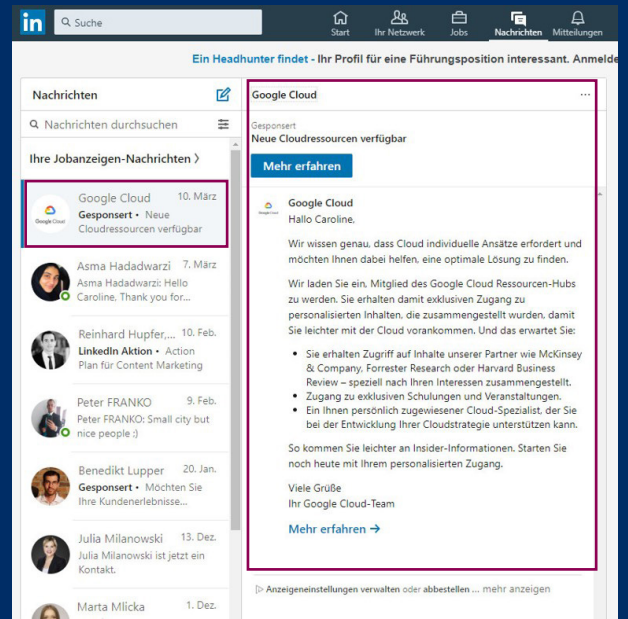 in
Suche
Start
Ihr Netzwerk
Jobs
Nachrichten
Mitteilungen
Ein Headhunter findet - Ihr Profil für eine Führungsposition interessant. Anmelde
Nachrichten
Nachrichten durchsuchen
Ihre Jobanzeigen-Nachrichten
Google Cloud
Google Cloud 10. März
Gesponsert • Neue
Cloudressourcen verfügbar
Asma Hadadwarzi 7. März
Asma Hadadwarzi: Hello
Caroline, Thank you for...
Reinhard Hupfer,... 10. Feb.
LinkedIn Aktion • Action
Plan für Content Marketing
Peter FRANKO 9. Feb.
Peter FRANKO: Small city but
nice people :)
Benedikt Lupper 20. Jan.
Gesponsert • Möchten Sie
Ihre Kundenerlebnisse...
Julia Milanowski 13. Dez.
Julia Milanowski ist jetzt ein
Kontakt.
Marta Mlicka 1. Dez.
Google Cloud ...
Gesponsert
Neue Cloudressourcen verfügbar
Mehr erfahren
Google Cloud
Google Cloud
Hallo Caroline,
Wir wissen genau, dass Cloud individuelle Ansätze erfordert und
möchten Ihnen dabei helfen, eine optimale Lösung zu finden.
Wir laden Sie ein, Mitglied des Google Cloud Ressourcen-Hubs
zu werden. Sie erhalten damit exklusiven Zugang zu
personalisierten Inhalten, die zusammengestellt wurden, damit
Sie leichter mit der Cloud vorankommen. Und das erwartet Sie:
• Sie erhalten Zugriff auf Inhalte unserer Partner wie McKinsey
& Company, Forrester Research oder Harvard Business
Review – speziell nach Ihren Interessen zusammengestellt.
• Zugang zu exklusiven Schulungen und Veranstaltungen.
• Ein Ihnen persönlich zugewiesener Cloud-Spezialist, der Sie
bei der Entwicklung Ihrer Cloudstrategie unterstützen kann.
So kommen Sie leichter an Insider-Informationen. Starten Sie
noch heute mit Ihrem personalisierten Zugang.
Viele Grüße
Ihr Google Cloud-Team
Mehr erfahren →
Anzeigeneinstellungen verwalten oder abbestellen ... mehr anzeigen